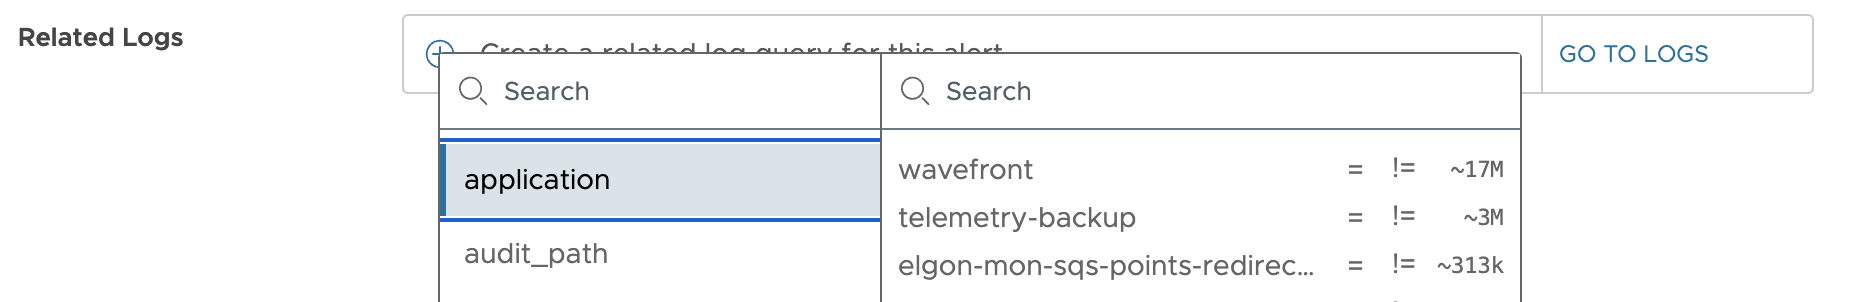 Related Logs
Create a related log query for this alert
GO TO LOGS
Search
Search
application
wavefront = != ~17M
telemetry-backup = != ~3M
audit_path
elgon-mon-sqs-points-redirec... = != ~313k